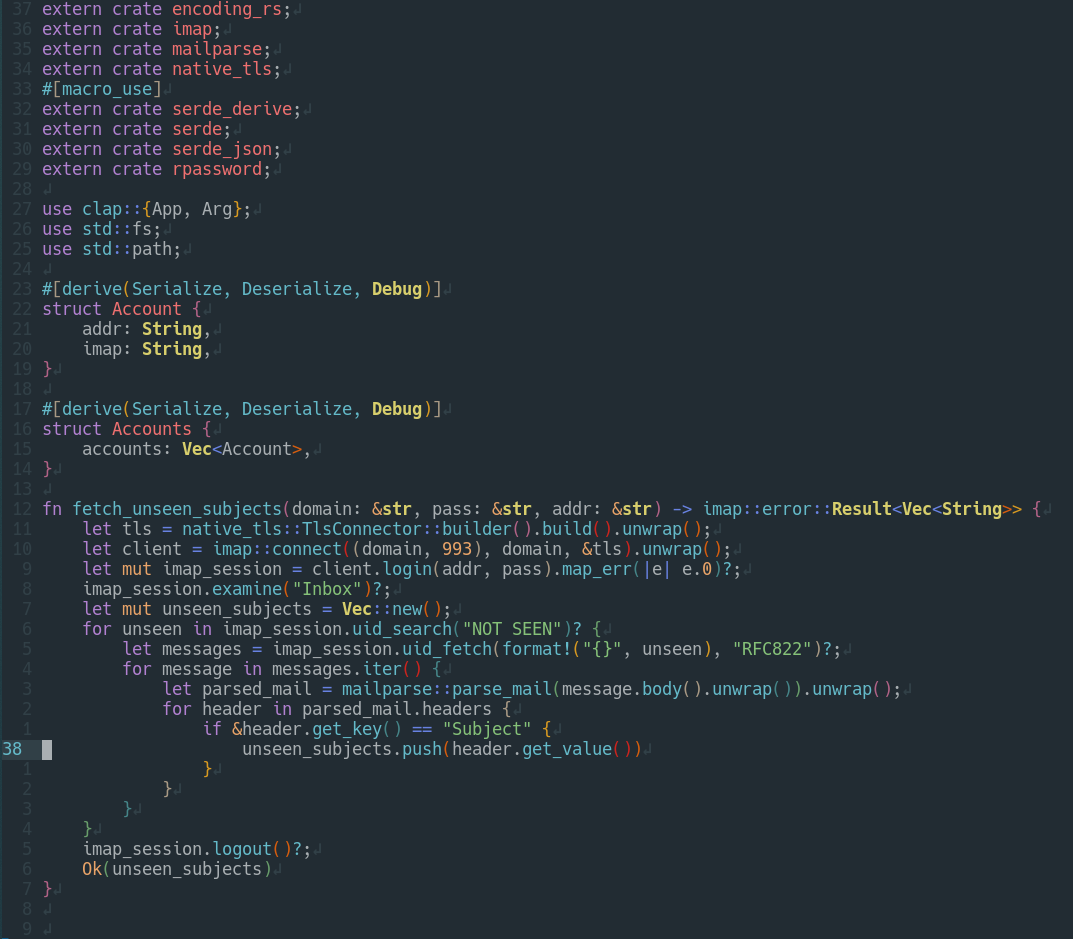 37 extern crate encoding_rs;
36 extern crate imap;
35 extern crate mailparse;
34 extern crate native_tls;
33 #[macro_use]
32 extern crate serde_derive;
31 extern crate serde;
30 extern crate serde_json;
29 extern crate rpassword;
28
27 use clap::{App, Arg};
26 use std::fs;
25 use std::path;
24
23 #[derive(Serialize, Deserialize, Debug)]
22 struct Account {
21     addr: String,
20     imap: String,
19 }
18
17 #[derive(Serialize, Deserialize, Debug)]
16 struct Accounts {
15     accounts: Vec<Account>,
14 }
13
12 fn fetch_unseen_subjects(domain: &str, pass: &str, addr: &str) -> imap::error::Result<Vec<String>> {
11     let tls = native_tls::TlsConnector::builder().build().unwrap();
10     let client = imap::connect((domain, 993), domain, &tls).unwrap();
9     let mut imap_session = client.login(addr, pass).map_err(|e| e.0)?;
8     imap_session.examine("Inbox")?;
7     let mut unseen_subjects = Vec::new();
6     for unseen in imap_session.uid_search("NOT SEEN")? {
5         let messages = imap_session.uid_fetch(format!("{}", unseen), "RFC822")?;
4         for message in messages.iter() {
3             let parsed_mail = mailparse::parse_mail(message.body().unwrap()).unwrap();
2             for header in parsed_mail.headers {
1                 if &header.get_key() == "Subject" {
38                     unseen_subjects.push(header.get_value())
1                 }
2             }
3         }
4     }
5     imap_session.logout()?;
6     Ok(unseen_subjects)
7 }
8
9